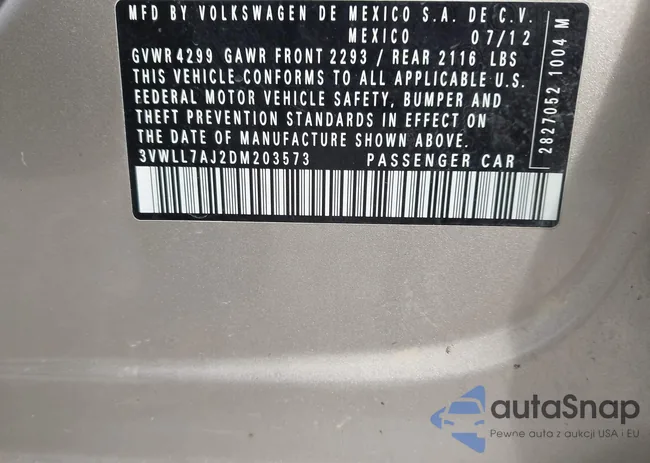 MFD BY VOLKSWAGEN DE MEXICO S.A. DE C.V.
MEXICO 07/12
GVWR 4299 GAWR FRONT 2293 / REAR 2116 LBS
THIS VEHICLE CONFORMS TO ALL APPLICABLE U.S.
FEDERAL MOTOR VEHICLE SAFETY, BUMPER AND
THEFT PREVENTION STANDARDS IN EFFECT ON
THE DATE OF MANUFACTURE SHOWN ABOVE.
3VWLL7AJ2DM203573 PASSENGER CAR
2827052 1004 M
autaSnap
Pewne auta z aukcji USA i EU